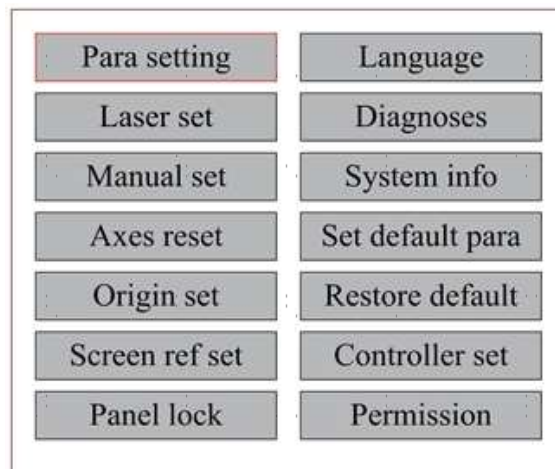 Para setting
Language
Laser set
Diagnoses
Manual set
System info
Axes reset
Set default para
Origin set
Restore default
Screen ref set
Controller set
Panel lock
Permission